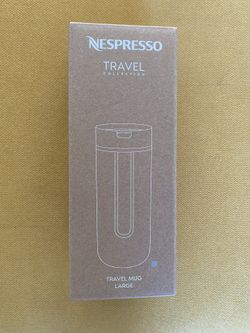 NESPRESSO
TRAVEL
COLLECTION
TRAVEL MUG
LARGE